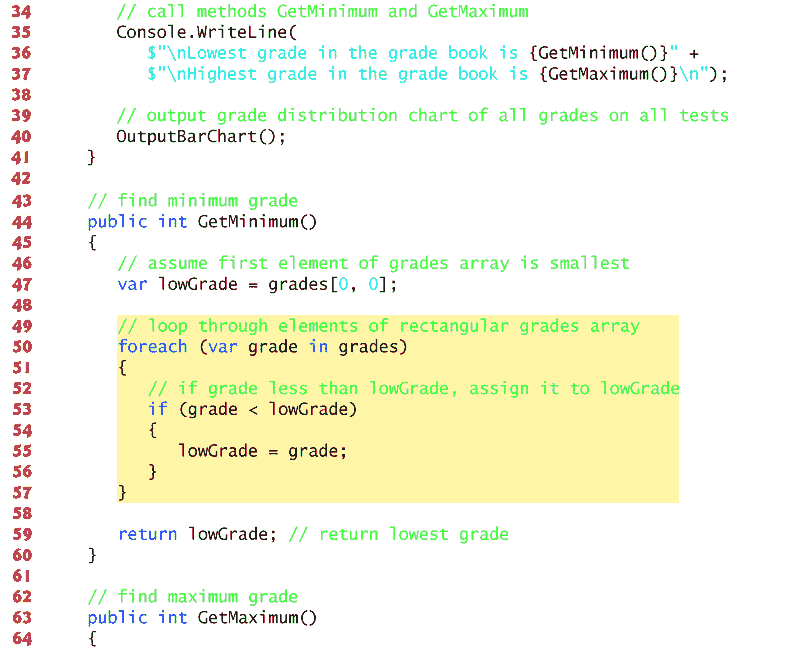 34 // call methods GetMinimum and GetMaximum
35 Console.WriteLine(
36 $"\nLowest grade in the grade book is {GetMinimum()}" +
37 $"\nHighest grade in the grade book is {GetMaximum()}\n");
38
39 // output grade distribution chart of all grades on all tests
40 OutputBarChart();
41 }
42
43 // find minimum grade
44 public int GetMinimum()
45 {
46 // assume first element of grades array is smallest
47 var lowGrade = grades[0, 0];
48
49 // loop through elements of rectangular grades array
50 foreach (var grade in grades)
51 {
52 // if grade less than lowGrade, assign it to lowGrade
53 if (grade < lowGrade)
54 {
55 lowGrade = grade;
56 }
57 }
58
59 return lowGrade; // return lowest grade
60 }
61
62 // find maximum grade
63 public int GetMaximum()
64 {